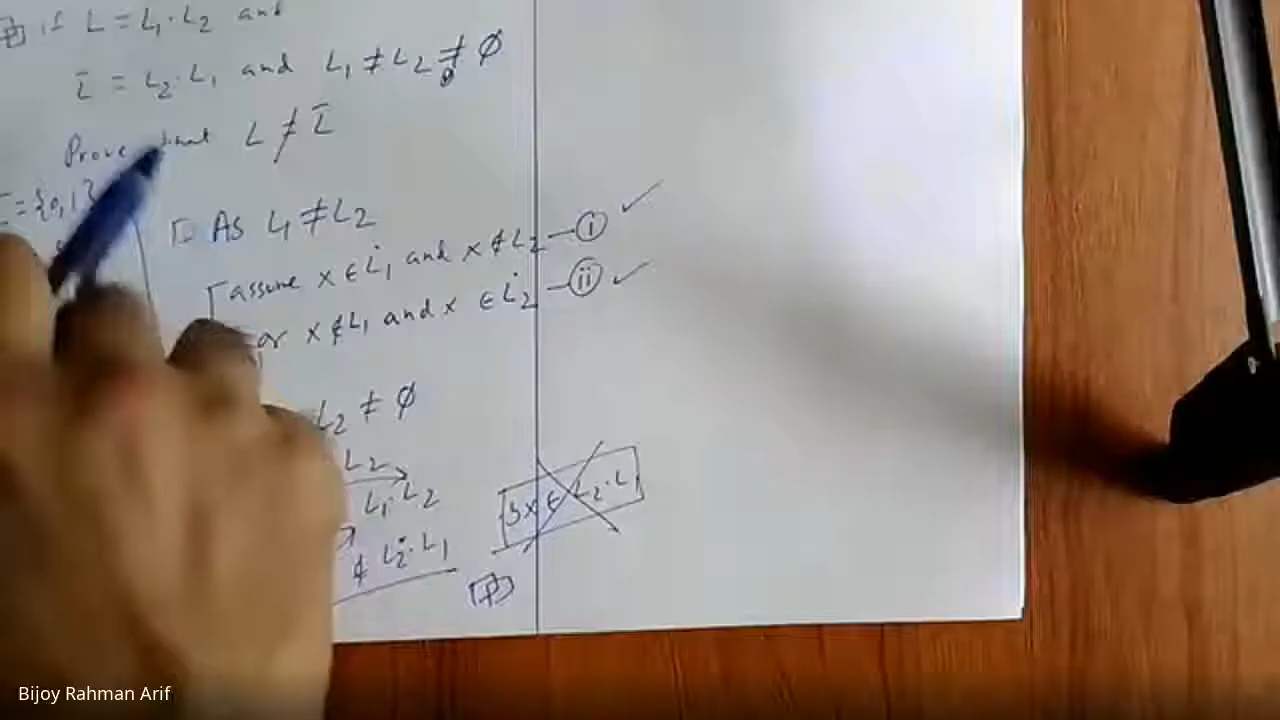 if L = L₁·L₂ and
L̄ = L₂·L₁ and L₁ ≠ L₂ ≠ ∅
Prove that L ≠ L̄
Σ = {0,1}
As L₁ ≠ L₂
assume x ∈ L₁ and x ∉ L₂ — (i) ✓
or x ∉ L₁ and x ∈ L₂ — (ii) ✓
L₂ ≠ ∅
L₂
L₁·L₂
∉ L₂·L₁
∈ L₂·L₁
Bijoy Rahman Arif